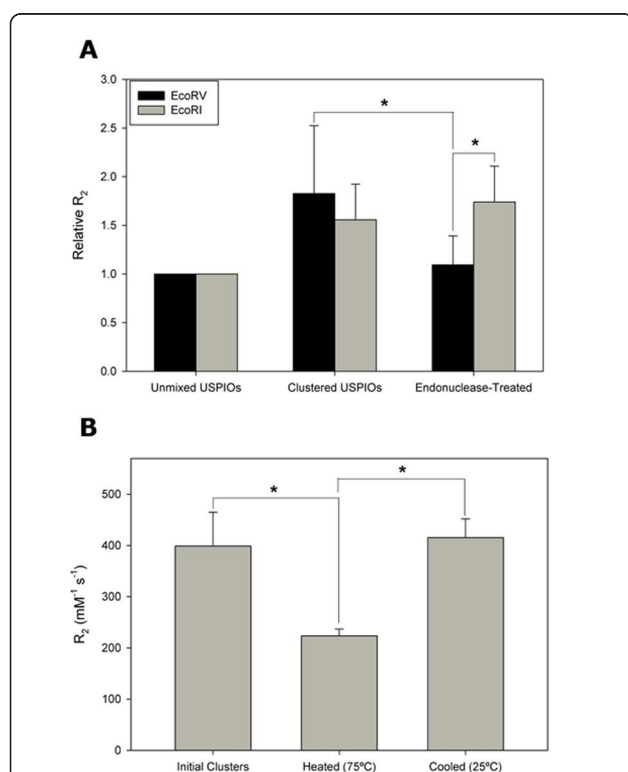 A
3.0
2.5
2.0
1.5
1.0
0.5
0.0
Relative R₂
EcoRV
EcoRI
*
*
Unmixed USPIOs
Clustered USPIOs
Endonuclease-Treated
B
500
400
300
200
100
0
R₂ (mM⁻¹ s⁻¹)
*
*
Initial Clusters
Heated (75ºC)
Cooled (25ºC)